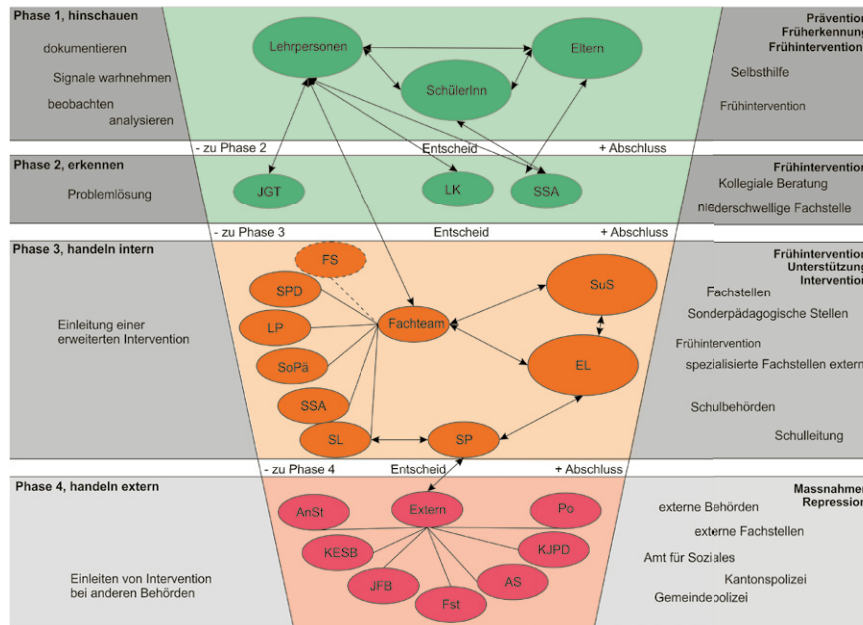 Phase 1, hinschauen
dokumentieren
Signale warhnehmen
beobachten
analysieren
Lehrpersonen
Eltern
SchülerInn
Prävention
Früherkennung
Frühintervention
Selbsthilfe
Frühintervention
- zu Phase 2
Entscheid
+ Abschluss
Phase 2, erkennen
Problemlösung
JGT
LK
SSA
Frühintervention
Kollegiale Beratung
niederschwellige Fachstelle
- zu Phase 3
Entscheid
+ Abschluss
Phase 3, handeln intern
Einleitung einer
erweiterten Intervention
FS
SPD
LP
SoPä
SSA
SL
Fachteam
SuS
EL
SP
Frühintervention
Unterstützung
Intervention
Fachstellen
Sonderpädagogische Stellen
Frühintervention
spezialisierte Fachstellen extern
Schulbehörden
Schulleitung
- zu Phase 4
Entscheid
+ Abschluss
Phase 4, handeln extern
Einleiten von Intervention
bei anderen Behörden
AnSt
Extern
Po
KESB
KJPD
JFB
AS
Fst
Massnahmen
Repression
externe Behörden
externe Fachstellen
Amt für Soziales
Kantonspolizei
Gemeindepolizei